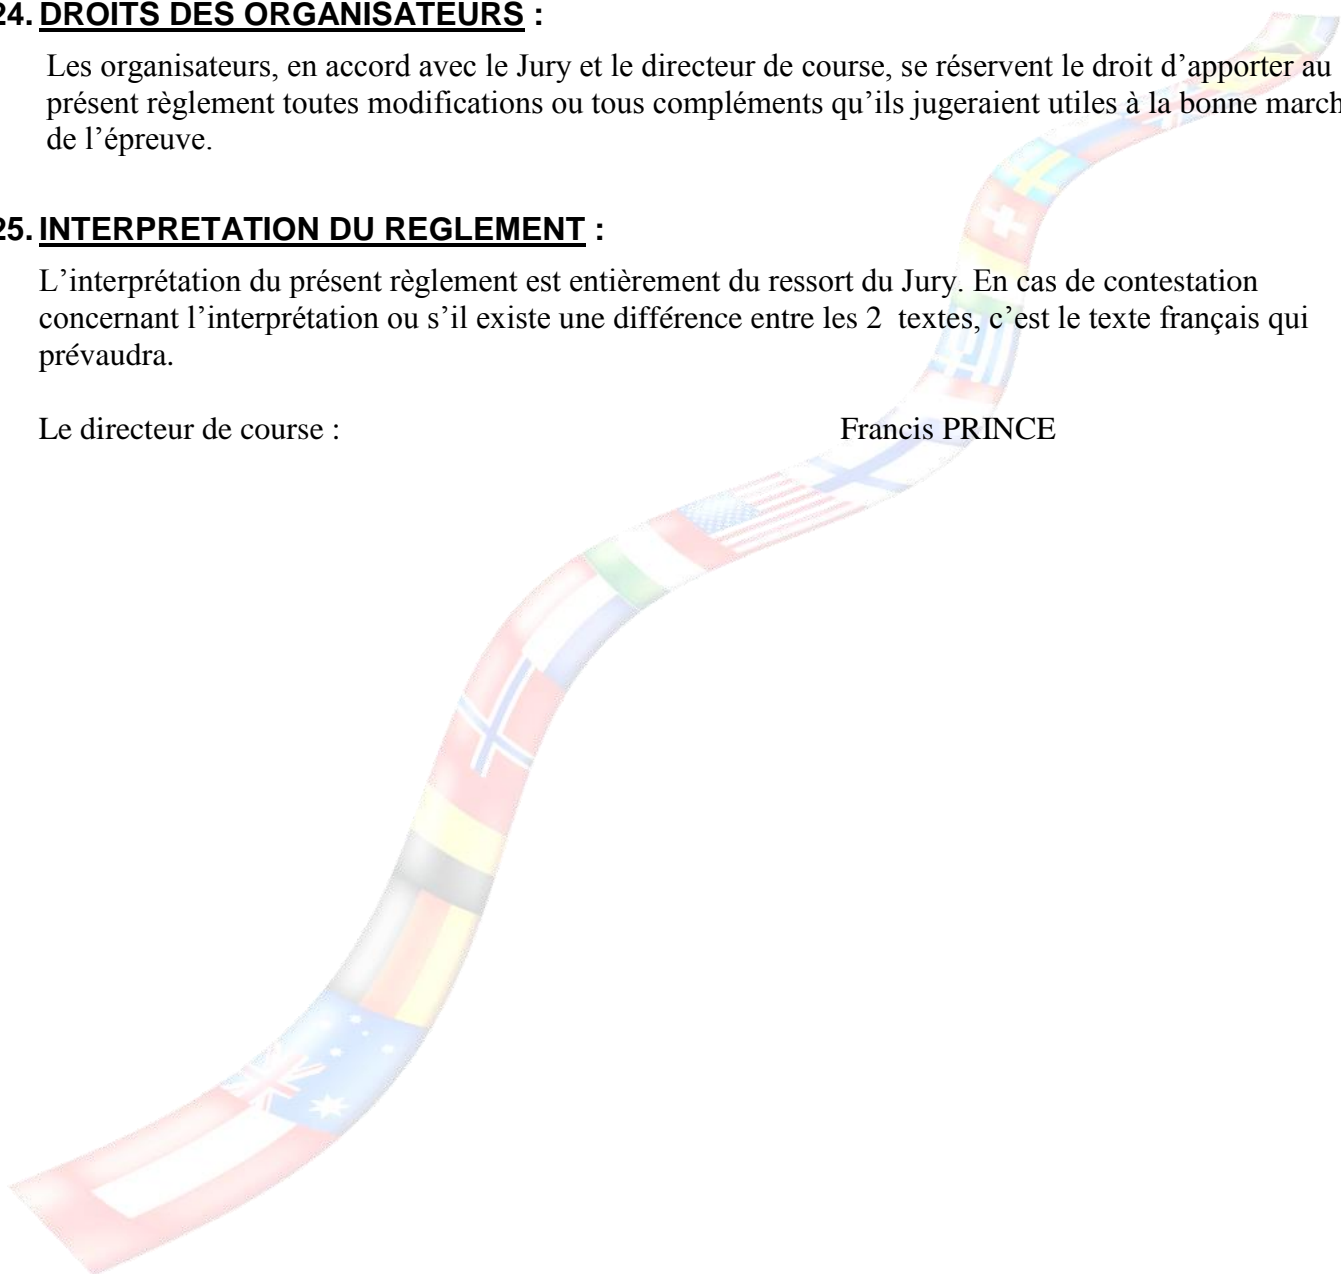 24. DROITS DES ORGANISATEURS :
Les organisateurs, en accord avec le Jury et le directeur de course, se réservent le droit d’apporter au
présent règlement toutes modifications ou tous compléments qu’ils jugeraient utiles à la bonne march
de l’épreuve.
25. INTERPRETATION DU REGLEMENT :
L’interprétation du présent règlement est entièrement du ressort du Jury. En cas de contestation
concernant l’interprétation ou s’il existe une différence entre les 2 textes, c’est le texte français qui
prévaudra.
Le directeur de course : Francis PRINCE